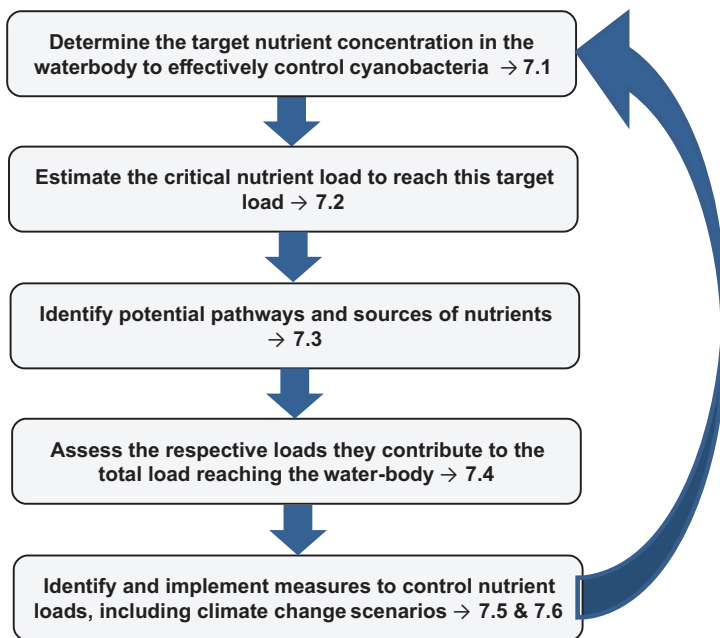 Determine the target nutrient concentration in the
waterbody to effectively control cyanobacteria → 7.1
Estimate the critical nutrient load to reach this target
load → 7.2
Identify potential pathways and sources of nutrients
→ 7.3
Assess the respective loads they contribute to the
total load reaching the water-body → 7.4
Identify and implement measures to control nutrient
loads, including climate change scenarios → 7.5 & 7.6